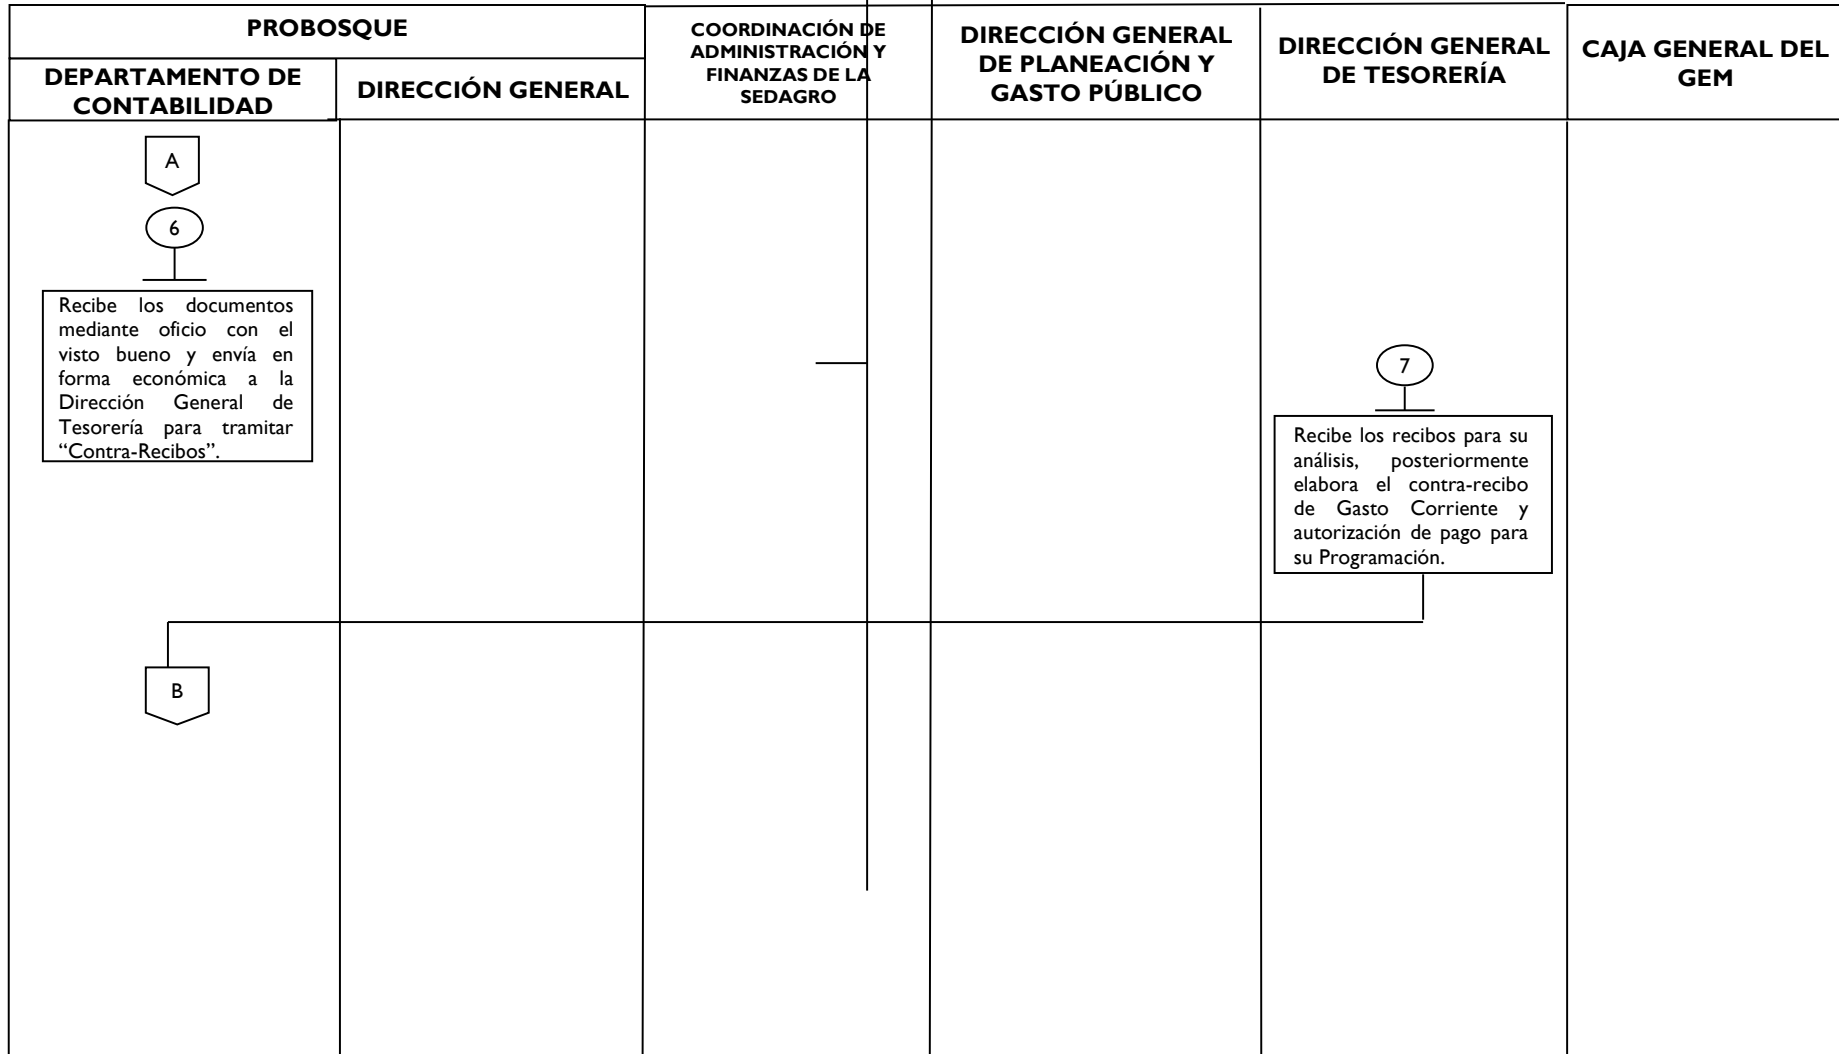 PROBOSQUE
DEPARTAMENTO DE
CONTABILIDAD
DIRECCIÓN GENERAL
COORDINACIÓN DE
ADMINISTRACIÓN Y
FINANZAS DE LA
SEDAGRO
DIRECCIÓN GENERAL
DE PLANEACIÓN Y
GASTO PÚBLICO
DIRECCIÓN GENERAL
DE TESORERÍA
CAJA GENERAL DEL
GEM
A
6
Recibe los documentos
mediante oficio con el
visto bueno y envía en
forma económica a la
Dirección General de
Tesorería para tramitar
“Contra-Recibos”.
7
Recibe los recibos para su
análisis, posteriormente
elabora el contra-recibo
de Gasto Corriente y
autorización de pago para
su Programación.
B